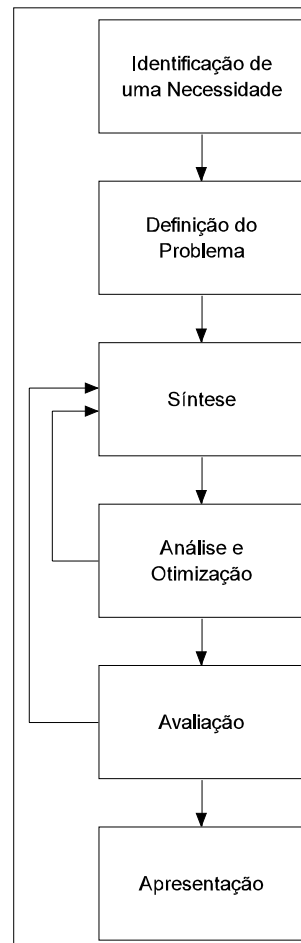 Identificação de
uma Necessidade
Definição do
Problema
Síntese
Análise e
Otimização
Avaliação
Apresentação